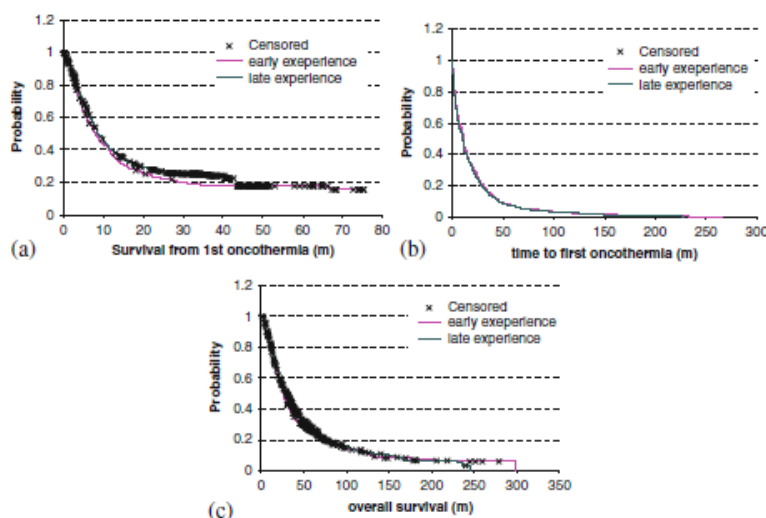 1.2
1
0.8
0.6
0.4
0.2
0
Probability
Censored
early exeperience
late experience
0 10 20 30 40 50 60 70 80
(a) Survival from 1st oncothermia (m)
1.2
1
0.8
0.6
0.4
0.2
0
Probability
Censored
early exeperience
late experience
0 50 100 150 200 250 300
(b) time to first oncothermia (m)
1.2
1
0.8
0.6
0.4
0.2
0
Probability
Censored
early exeperience
late experience
0 50 100 150 200 250 300 350
(c) overall survival (m)